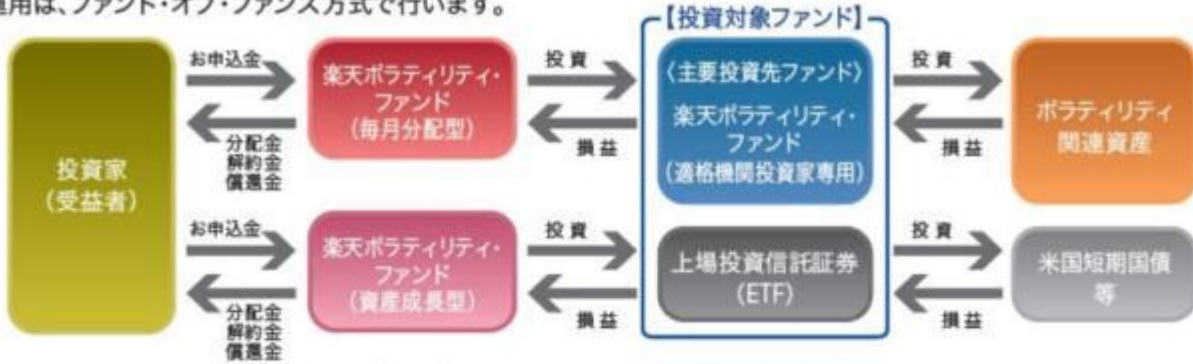 運用は、ファンド・オブ・ファンズ方式で行います。
【投資対象ファンド】
投資家
(受益者)
お申込金
分配金
解約金
償還金
楽天ボラティリティ・
ファンド
(毎月分配型)
投資
損益
〈主要投資先ファンド〉
楽天ボラティリティ・
ファンド
(適格機関投資家専用)
投資
損益
ボラティリティ
関連資産
お申込金
分配金
解約金
償還金
楽天ボラティリティ・
ファンド
(資産成長型)
投資
損益
上場投資信託証券
(ETF)
投資
損益
米国短期国債
等